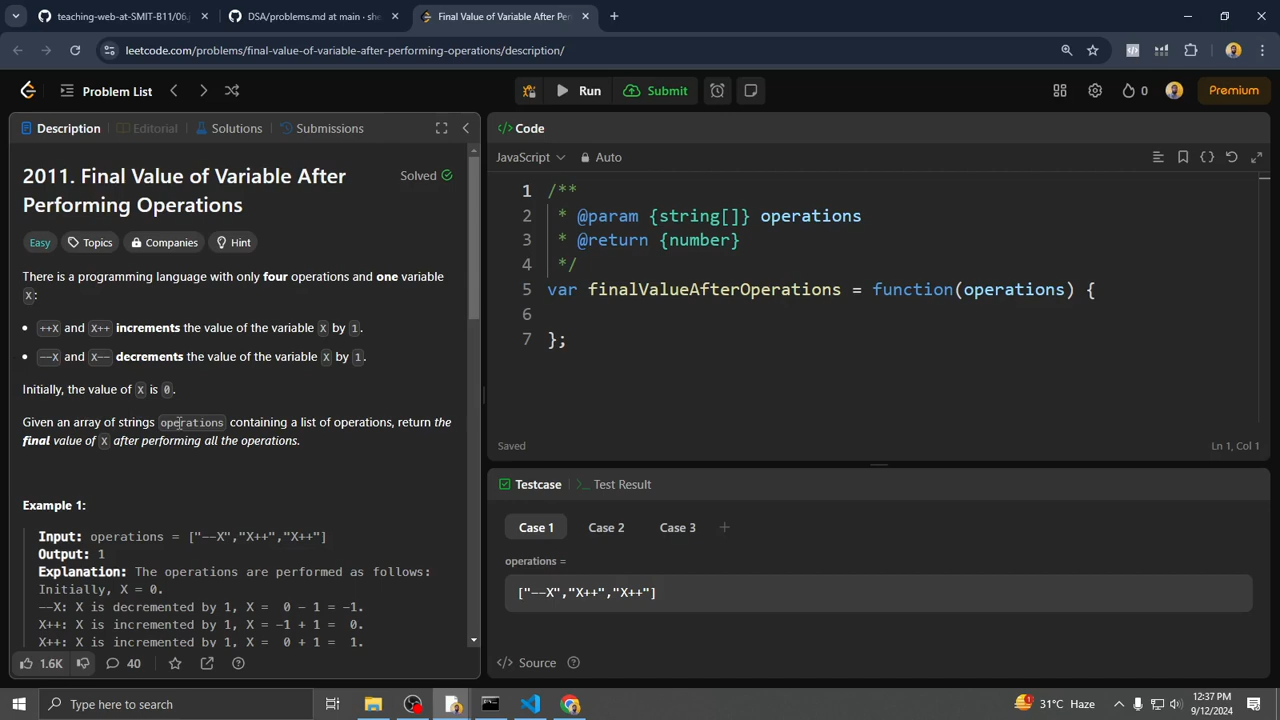 teaching-web-at-SMIT-B11/06.j
DSA/problems.md at main · she
Final Value of Variable After Per
leetcode.com/problems/final-value-of-variable-after-performing-operations/description/
Problem List
Run
Submit
0
Premium
Description
Editorial
Solutions
Submissions
2011. Final Value of Variable After
Performing Operations
Solved
Easy
Topics
Companies
Hint
There is a programming language with only four operations and one variable
X:
• ++X and X++ increments the value of the variable X by 1.
• --X and X-- decrements the value of the variable X by 1.
Initially, the value of X is 0.
Given an array of strings operations containing a list of operations, return the
final value of X after performing all the operations.
Example 1:
Input: operations = ["--X","X++","X++"]
Output: 1
Explanation: The operations are performed as follows:
Initially, X = 0.
--X: X is decremented by 1, X =  0 - 1 = -1.
X++: X is incremented by 1, X = -1 + 1 =  0.
X++: X is incremented by 1, X =  0 + 1 =  1.
1.6K
40
</> Code
JavaScript
Auto
1 /**
2  * @param {string[]} operations
3  * @return {number}
4  */
5 var finalValueAfterOperations = function(operations) {
6
7 };
Saved
Ln 1, Col 1
Testcase
>_ Test Result
Case 1
Case 2
Case 3
+
operations =
["--X","X++","X++"]
</> Source
Type here to search
31°C Haze
12:37 PM
9/12/2024